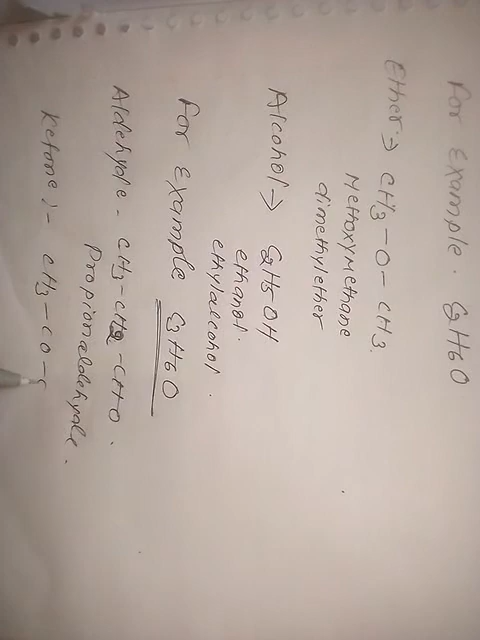 For Example. C2H6O
Ether:→ CH3-O-CH3.
Methoxymethane
dimethylether
Alcohol→ C2H5OH
ethanol.
ethylalcohol.
For Example C3H6O
Aldehyde- CH3-CH2-CHO.
Propionaldehyde.
Ketone:- CH3-CO-C